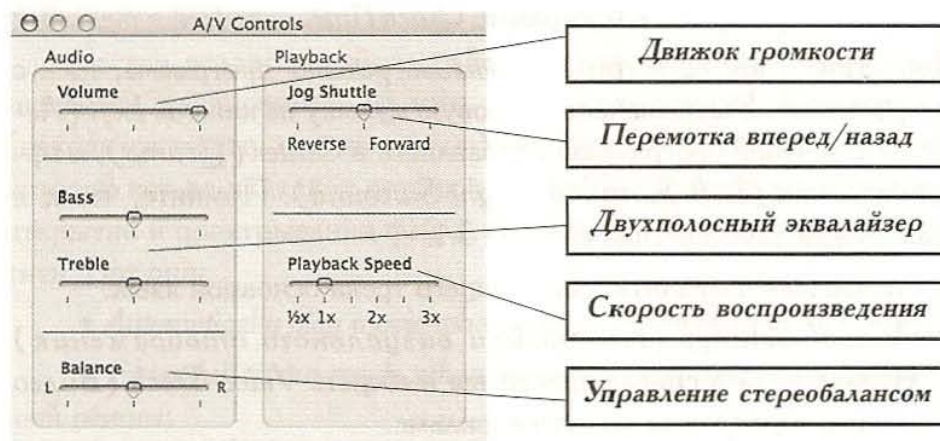 A/V Controls
Audio
Playback
Volume
Jog Shuttle
Reverse Forward
Bass
Treble
Playback Speed
½x 1x 2x 3x
Balance
L R
Движок громкости
Перемотка вперед/назад
Двухполосный эквалайзер
Скорость воспроизведения
Управление стереобалансом